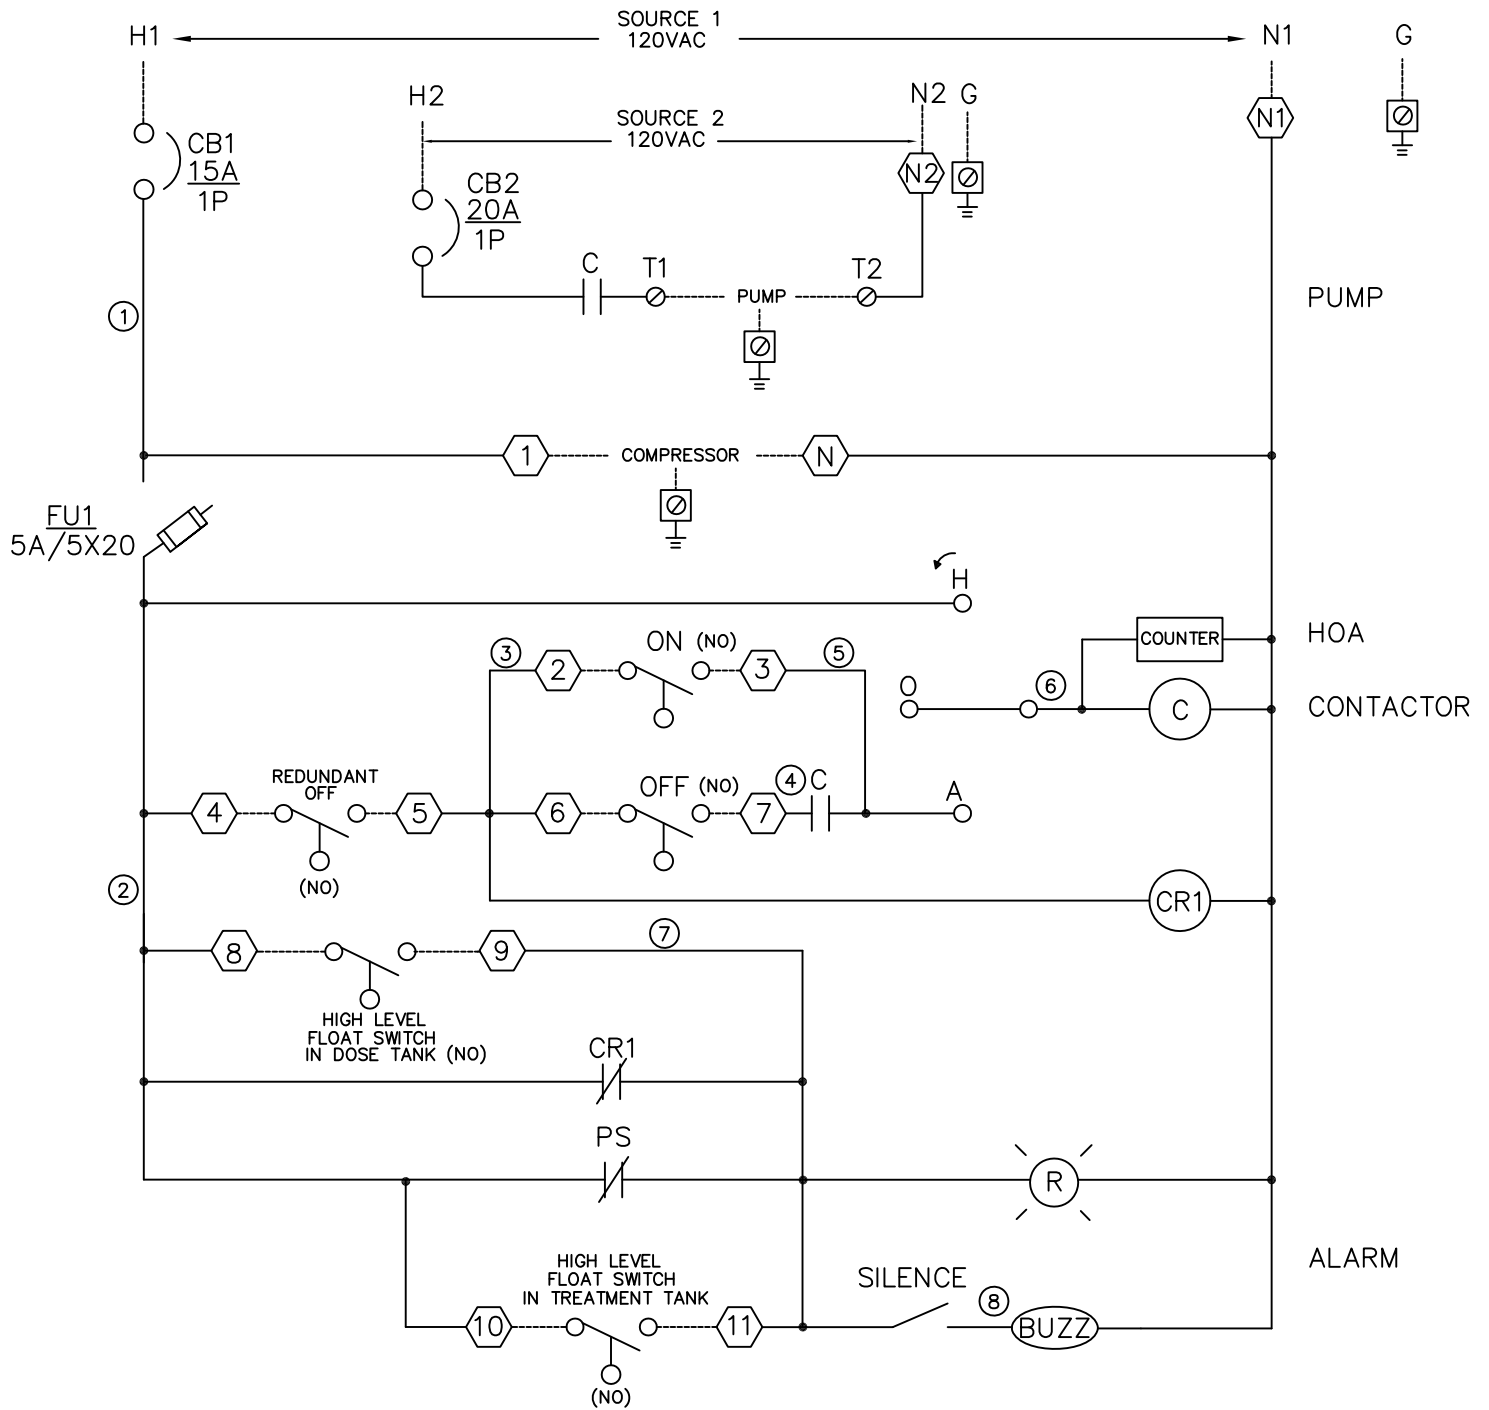 SOURCE 1
H1
120VAC
N1
G
H2
N2
G
SOURCE 2
120VAC
N1
CB1
15A
1P
CB2
20A
1P
N2
C
T1
T2
PUMP
PUMP
1
1
COMPRESSOR
N
FU1
5A/5X20
H
COUNTER
HOA
3
2
ON (NO)
3
5
O
6
C
CONTACTOR
REDUNDANT
OFF
4
5
(NO)
6
OFF (NO)
7
4
C
A
2
CR1
8
9
7
HIGH LEVEL
FLOAT SWITCH
IN DOSE TANK (NO)
CR1
PS
R
ALARM
HIGH LEVEL
FLOAT SWITCH
IN TREATMENT TANK
10
11
(NO)
SILENCE
8
BUZZ